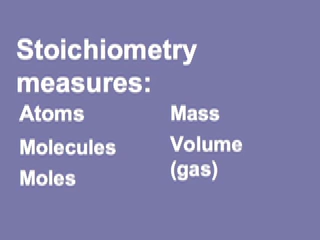 Stoichiometry
measures:
Atoms
Molecules
Moles
Mass
Volume
(gas)